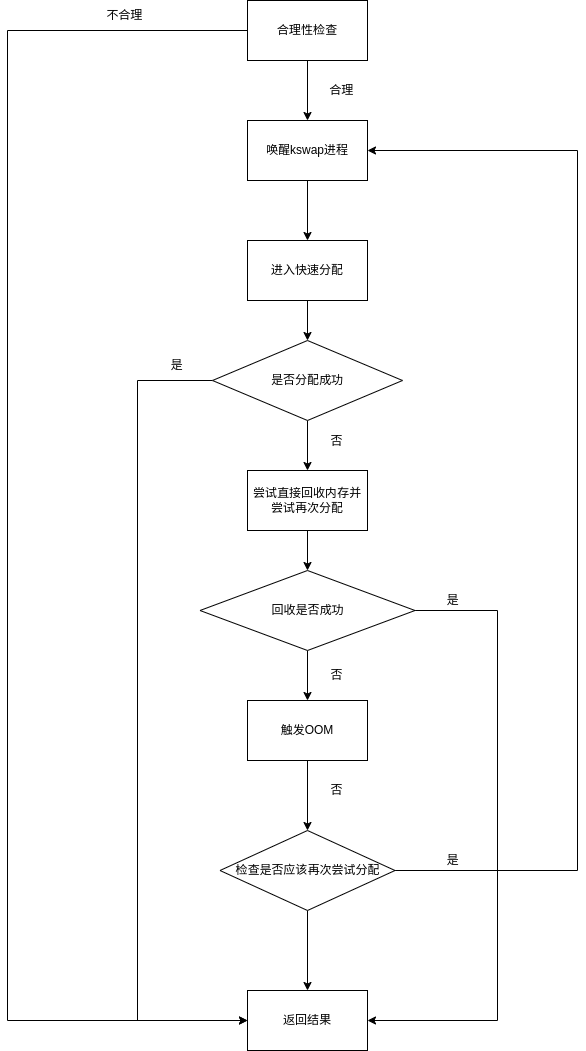 不合理
合理性检查
合理
唤醒kswap进程
进入快速分配
是
是否分配成功
否
尝试直接回收内存并
尝试再次分配
回收是否成功
是
否
触发OOM
否
检查是否应该再次尝试分配
是
返回结果